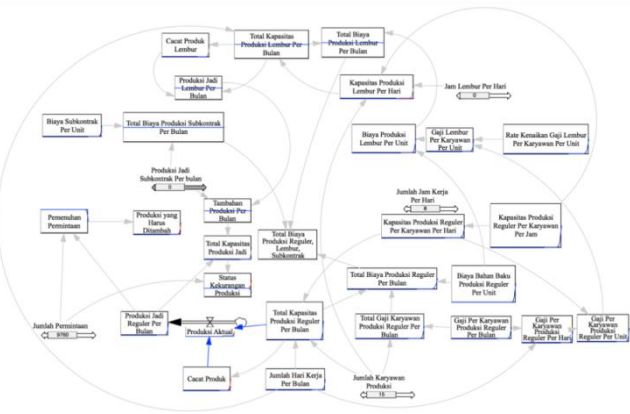 Cacat Produk
Lembur
Total Kapasitas
Produksi Lembur Per
Bulan
Total Biaya
Produksi Lembur Per
Bulan
Produksi Jadi
Lembur Per
Bulan
Kapasitas Produksi
Lembur Per Hari
Jam Lembur Per Hari
0
Biaya Subkontrak
Per Unit
Total Biaya Produksi Subkontrak
Per Bulan
Biaya Produksi
Lembur Per Unit
Gaji Lembur
Per Karyawan
Per Unit
Rate Kenaikan Gaji Lembur
Per Karyawan Per Unit
Produksi Jadi
Subkontrak Per bulan
0
Jumlah Jam Kerja
Per Hari
8
Pemenuhan
Permintaan
Produksi yang
Harus
Ditambah
Tambahan
Produksi Per
Bulan
Kapasitas Produksi Reguler
Per Karyawan Per Hari
Kapasitas Produksi
Reguler Per Karyawan
Per Jam
Total Kapasitas
Produksi Jadi
Total Biaya
Produksi Reguler,
Lembur,
Subkontrak
Status
Kekurangan
Produksi
Total Biaya Produksi Reguler
Per Bulan
Biaya Bahan Baku
Produksi Reguler
Per Unit
Jumlah Permintaan
9760
Produksi Jadi
Reguler Per
Bulan
Produksi Aktual
Total Kapasitas
Produksi Reguler
Per Bulan
Total Gaji Karyawan
Produksi Reguler Per
Bulan
Gaji Per Karyawan
Produksi Reguler Per
Bulan
Gaji Per
Karyawan
Produksi
Reguler Per Hari
Gaji Per
Karyawan
Produksi
Reguler Per Unit
Cacat Produk
Jumlah Hari Kerja
Per Bulan
Jumlah Karyawan
Produksi
15